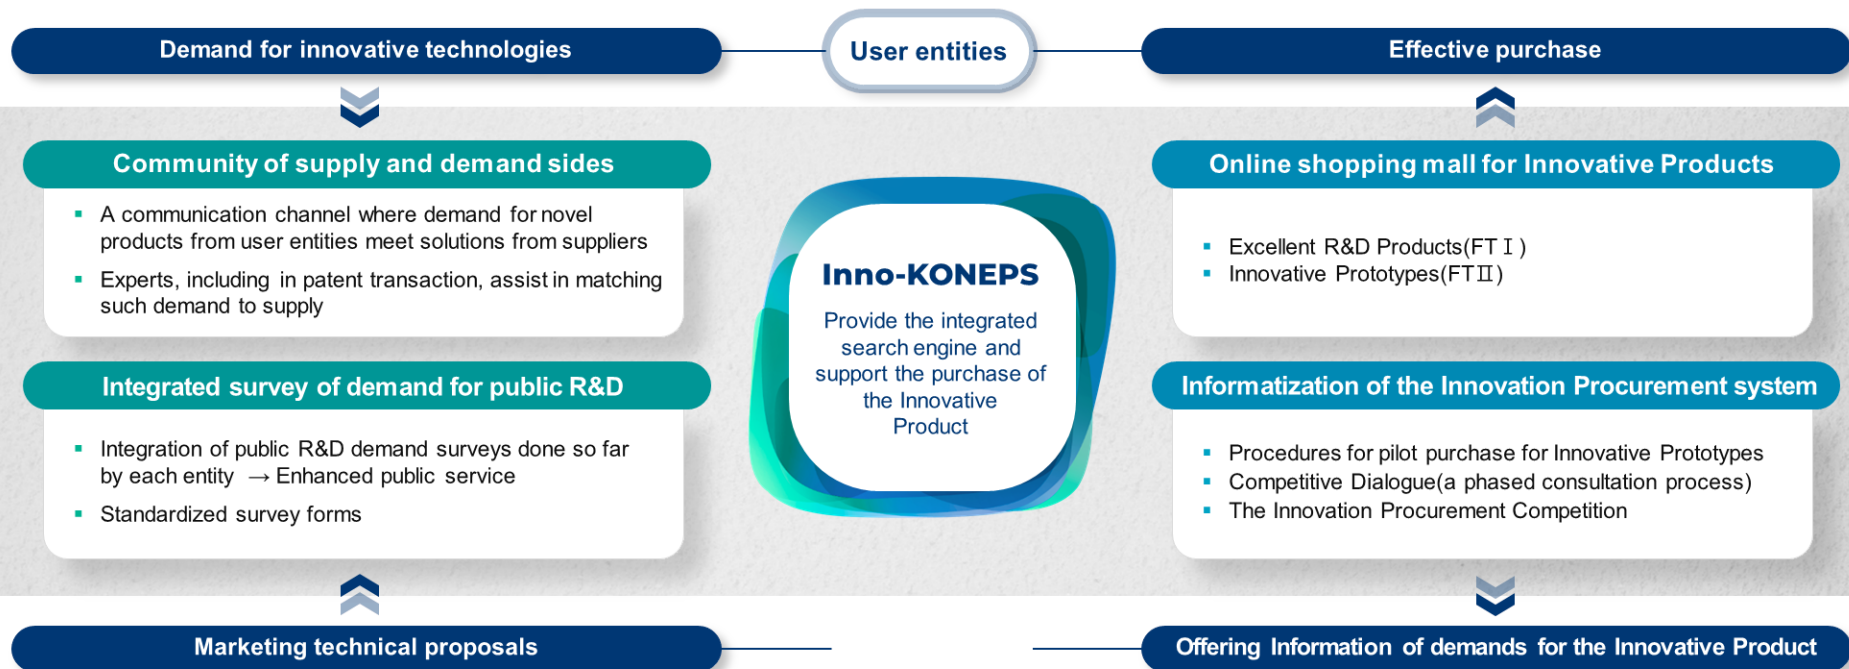 Demand for innovative technologies
User entities
Effective purchase
Community of supply and demand sides
▪ A communication channel where demand for novel
products from user entities meet solutions from suppliers
▪ Experts, including in patent transaction, assist in matching
such demand to supply
Integrated survey of demand for public R&D
▪ Integration of public R&D demand surveys done so far
by each entity → Enhanced public service
▪ Standardized survey forms
Marketing technical proposals
Inno-KONEPS
Provide the integrated
search engine and
support the purchase of
the Innovative
Product
Online shopping mall for Innovative Products
▪ Excellent R&D Products(FTⅠ)
▪ Innovative Prototypes(FTⅡ)
Informatization of the Innovation Procurement system
▪ Procedures for pilot purchase for Innovative Prototypes
▪ Competitive Dialogue(a phased consultation process)
▪ The Innovation Procurement Competition
Offering Information of demands for the Innovative Product